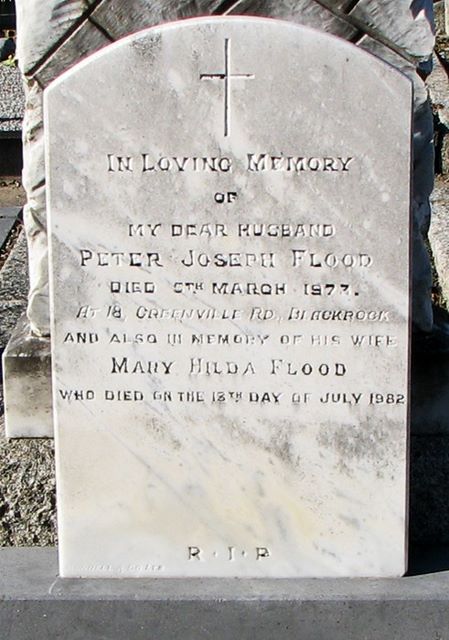 In Loving Memory
OF
MY DEAR HUSBAND
PETER JOSEPH FLOOD
DIED 5TH MARCH 1973.
AT 18, GREENVILLE RD., BLACKROCK
AND ALSO IN MEMORY OF HIS WIFE
MARY HILDA FLOOD
WHO DIED ON THE 13TH DAY OF JULY 1982
R · I · P